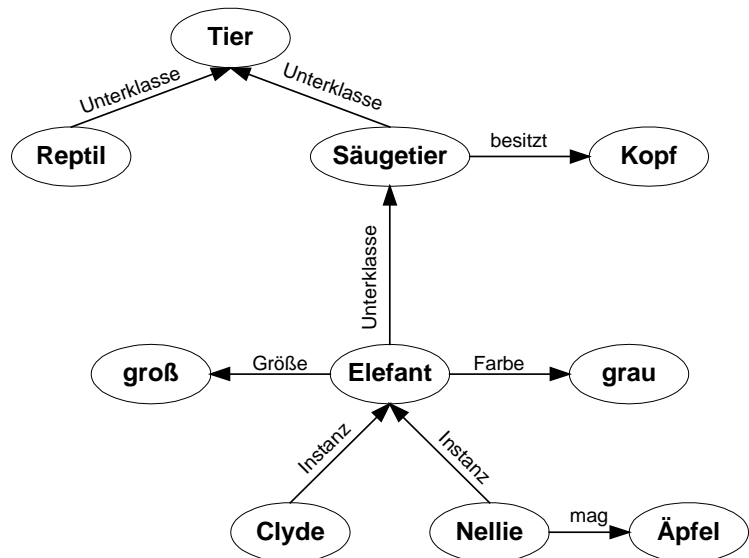 Tier
Unterklasse
Unterklasse
Reptil
Säugetier
besitzt
Kopf
Unterklasse
groß
Größe
Elefant
Farbe
grau
Instanz
Instanz
Clyde
Nellie
mag
Äpfel